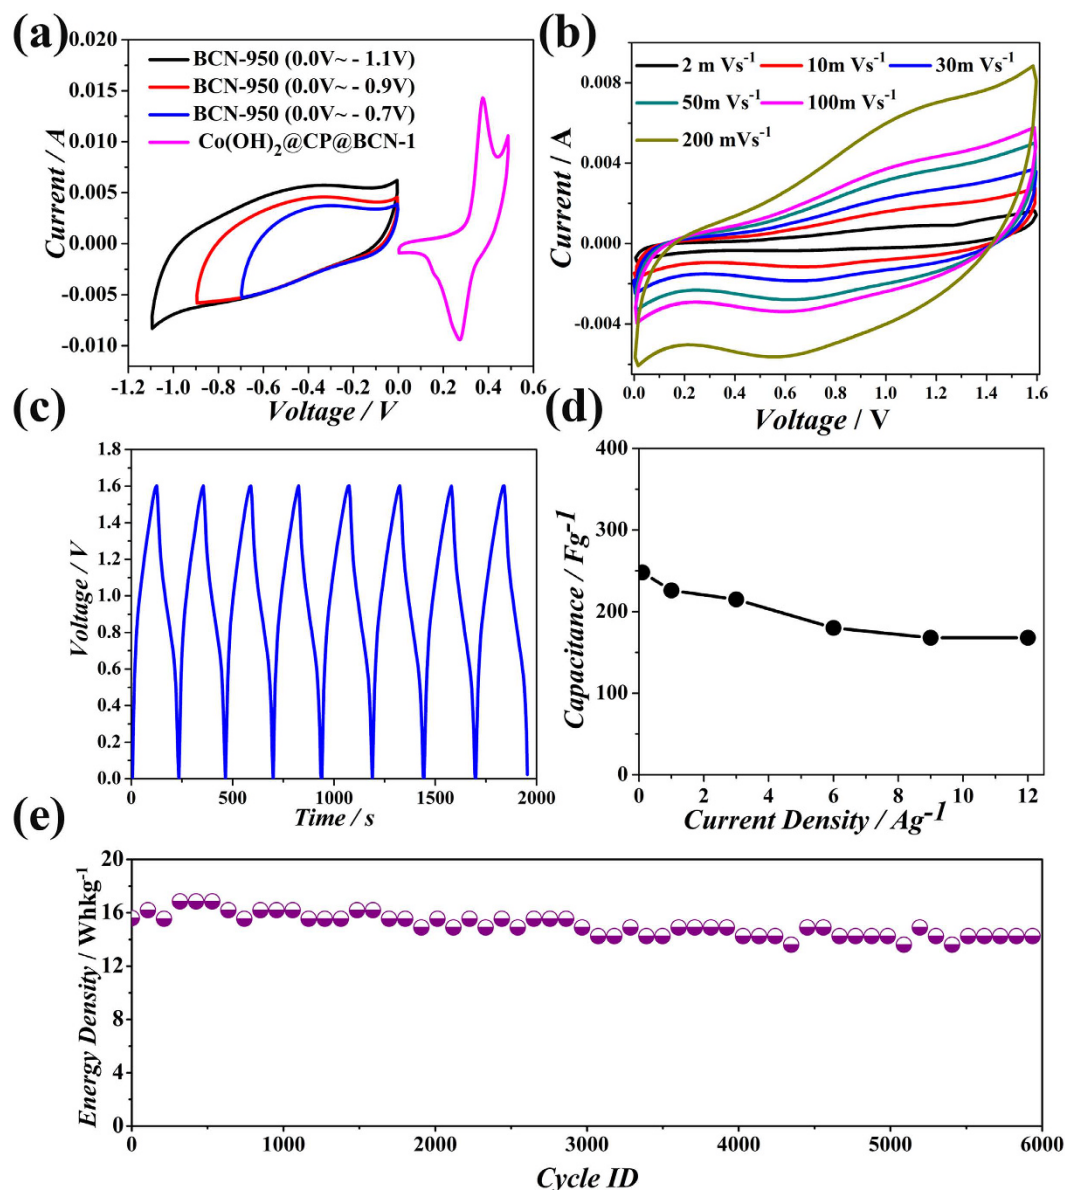 (a)
0.020
0.015
0.010
0.005
0.000
-0.005
-0.010
Current / A
BCN-950 (0.0V~ - 1.1V)
BCN-950 (0.0V~ - 0.9V)
BCN-950 (0.0V~ - 0.7V)
Co(OH)₂@CP@BCN-1
-1.2 -1.0 -0.8 -0.6 -0.4 -0.2 0.0 0.2 0.4 0.6
Voltage / V
(b)
0.008
0.004
0.000
-0.004
Current / A
2 m Vs⁻¹ 10m Vs⁻¹ 30m Vs⁻¹
50m Vs⁻¹ 100m Vs⁻¹
200 mVs⁻¹
0.0 0.2 0.4 0.6 0.8 1.0 1.2 1.4 1.6
Voltage / V
(c)
1.8
1.6
1.4
1.2
1.0
0.8
0.6
0.4
0.2
0.0
Voltage / V
0 500 1000 1500 2000
Time / s
(d)
400
300
200
100
0
Capacitance / Fg⁻¹
0 2 4 6 8 10 12
Current Density / Ag⁻¹
(e)
20
16
12
8
4
0
Energy Density / Whkg⁻¹
0 1000 2000 3000 4000 5000 6000
Cycle ID